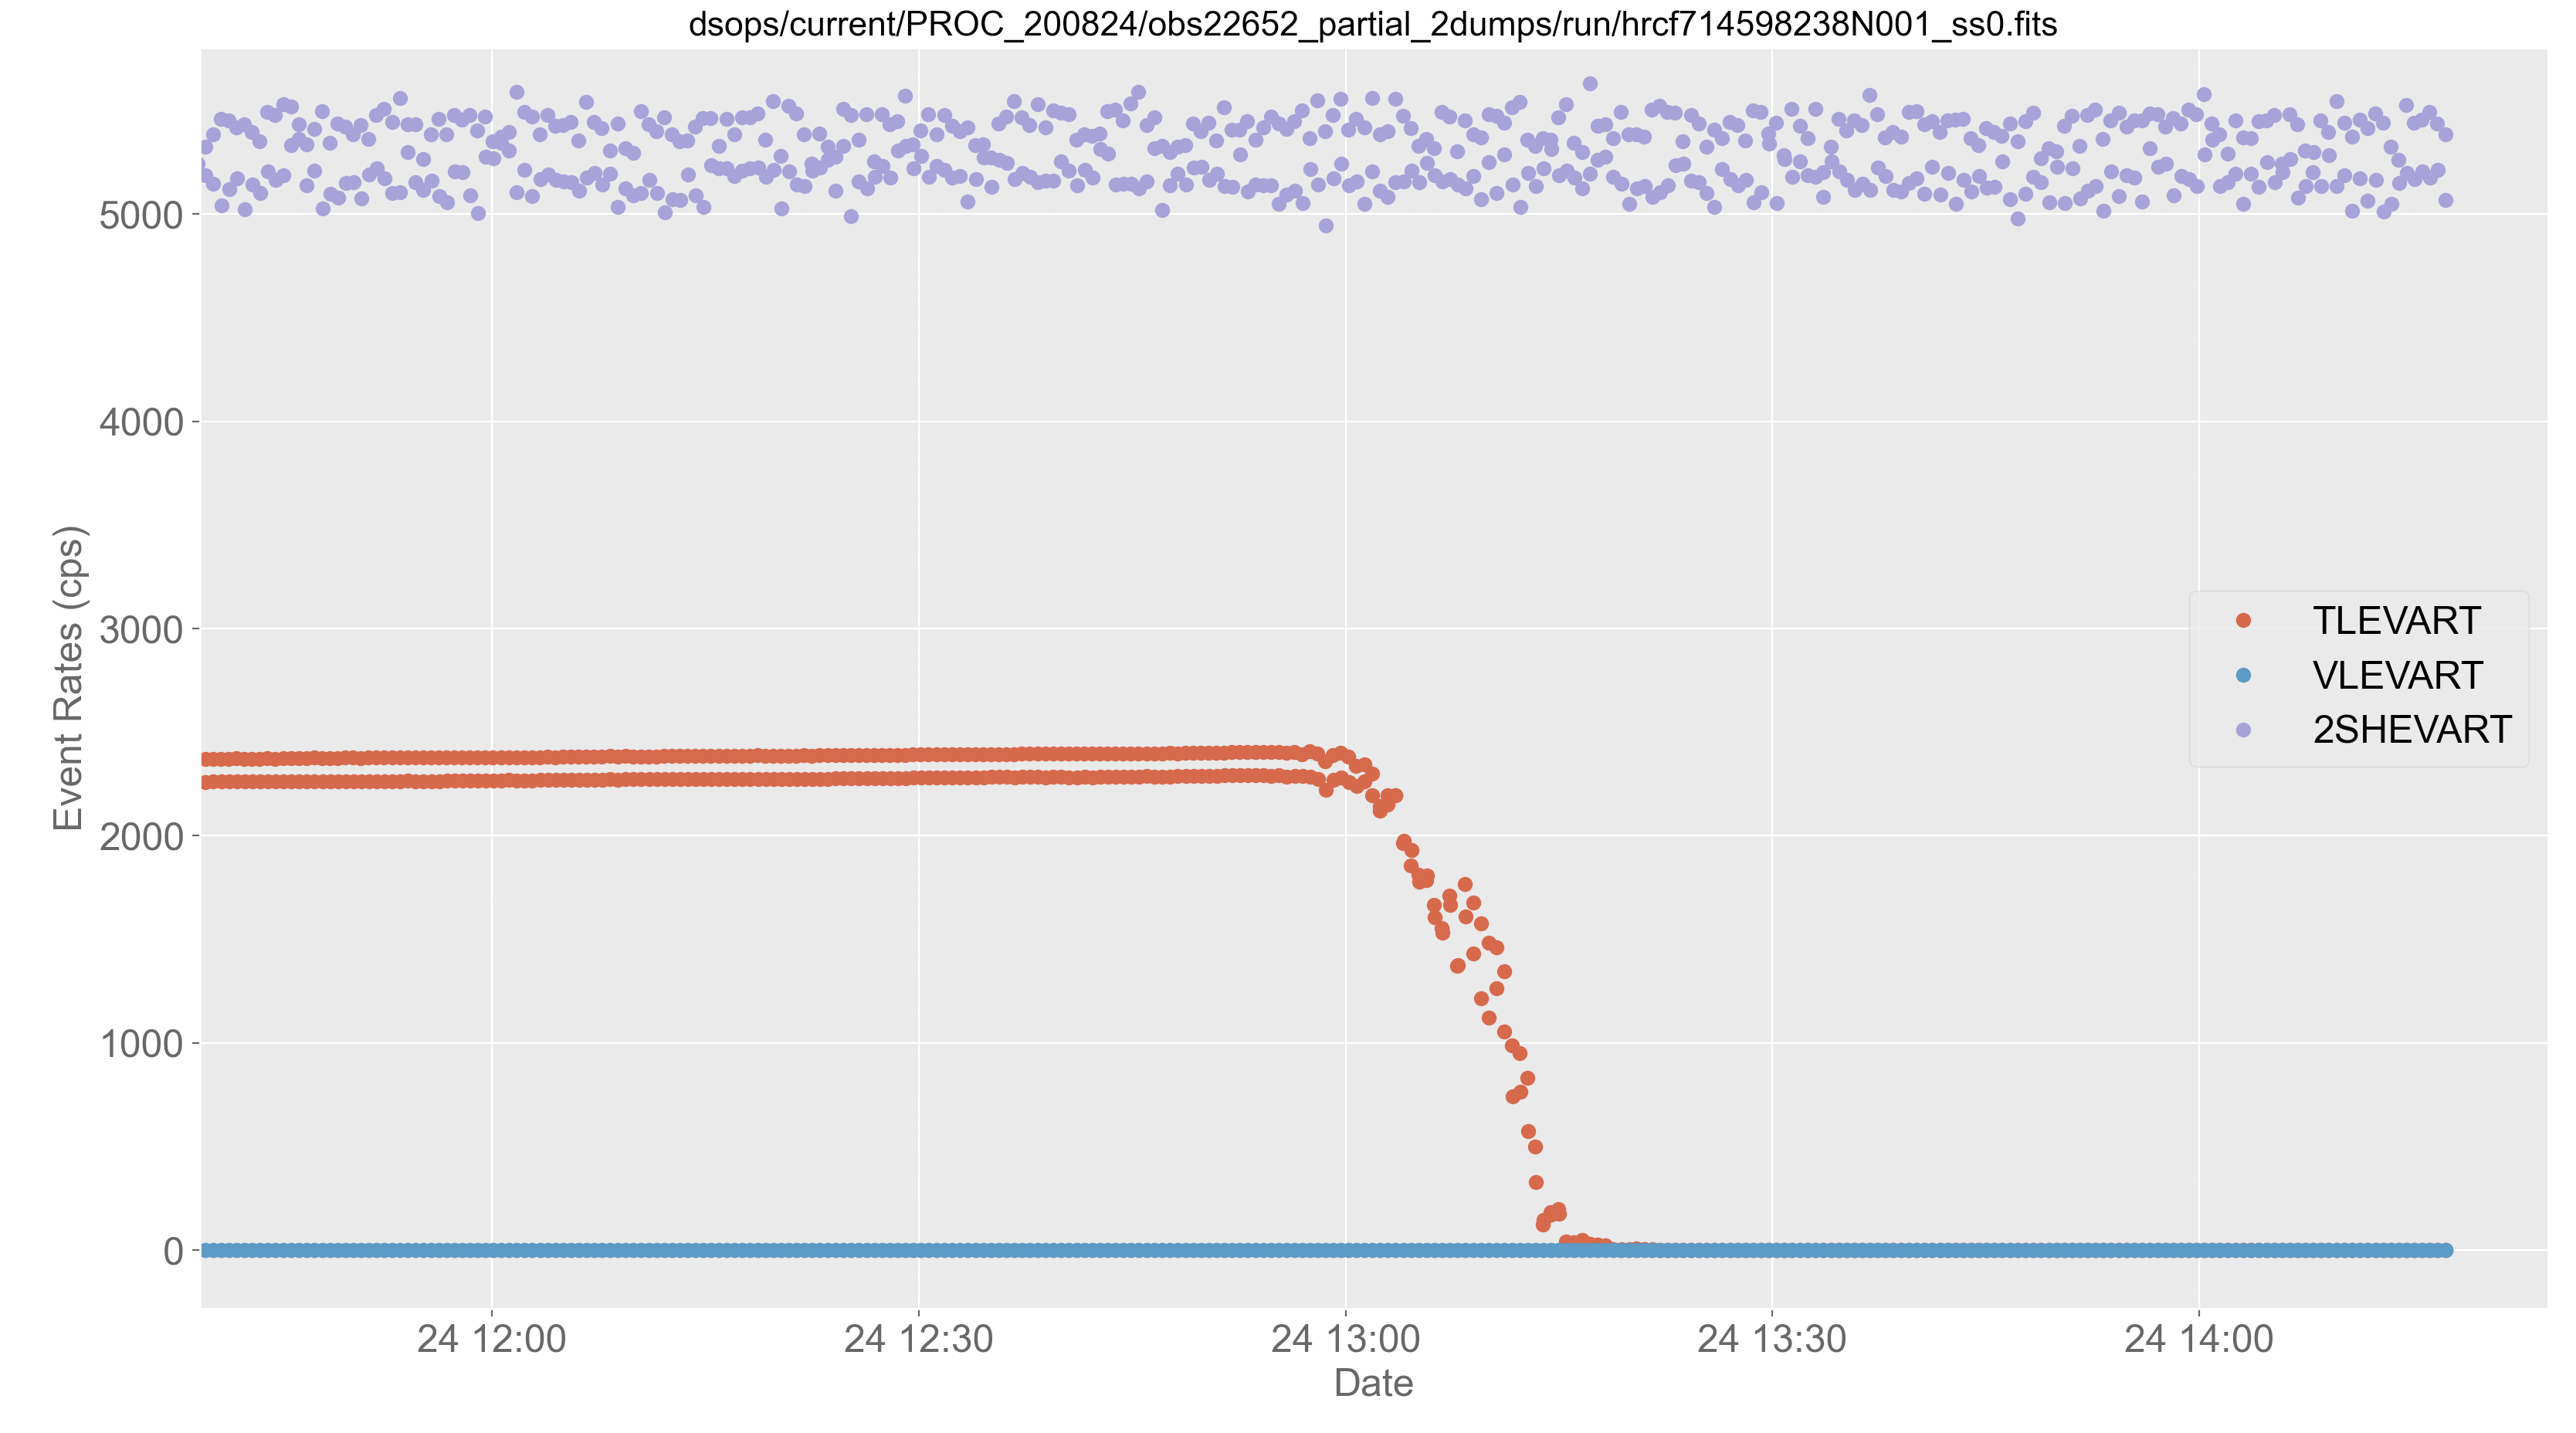 dsops/current/PROC_200824/obs22652_partial_2dumps/run/hrcf714598238N001_ss0.fits
5000
4000
3000
2000
1000
0
Event Rates (cps)
TLEVART
VLEVART
2SHEVART
24 12:00
24 12:30
24 13:00
24 13:30
24 14:00
Date